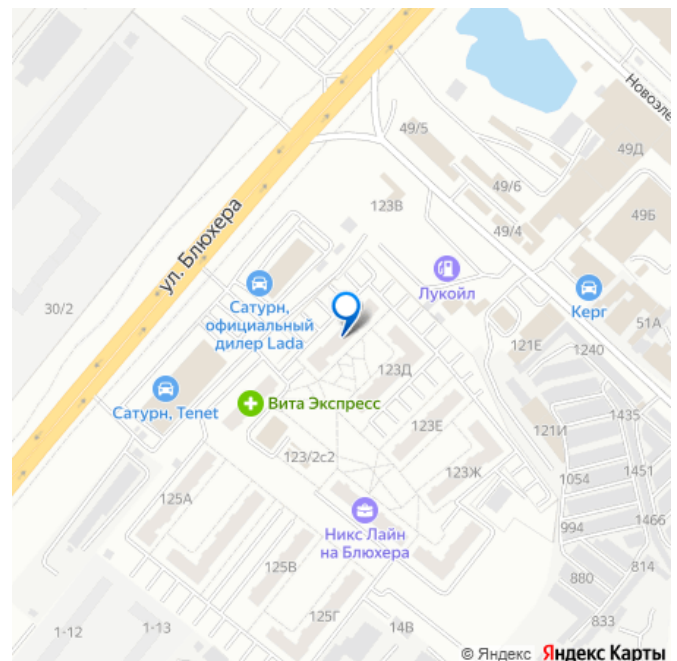 Новоэле
49/5
49Д
49/6
123В
49Б
49/4
ул. Блюхера
Лукойл
Керг
30/2
Сатурн,
официальный
дилер Lada
51А
121Е
1240
123Д
Сатурн, Tenet
Вита Экспресс
1435
123Е
121И
123/2с2
123Ж
1451
1054
125А
1466
994
Никс Лайн
на Блюхера
125В
880
814
125Г
833
1-12
1-13
14В
© Яндекс Яндекс Карты